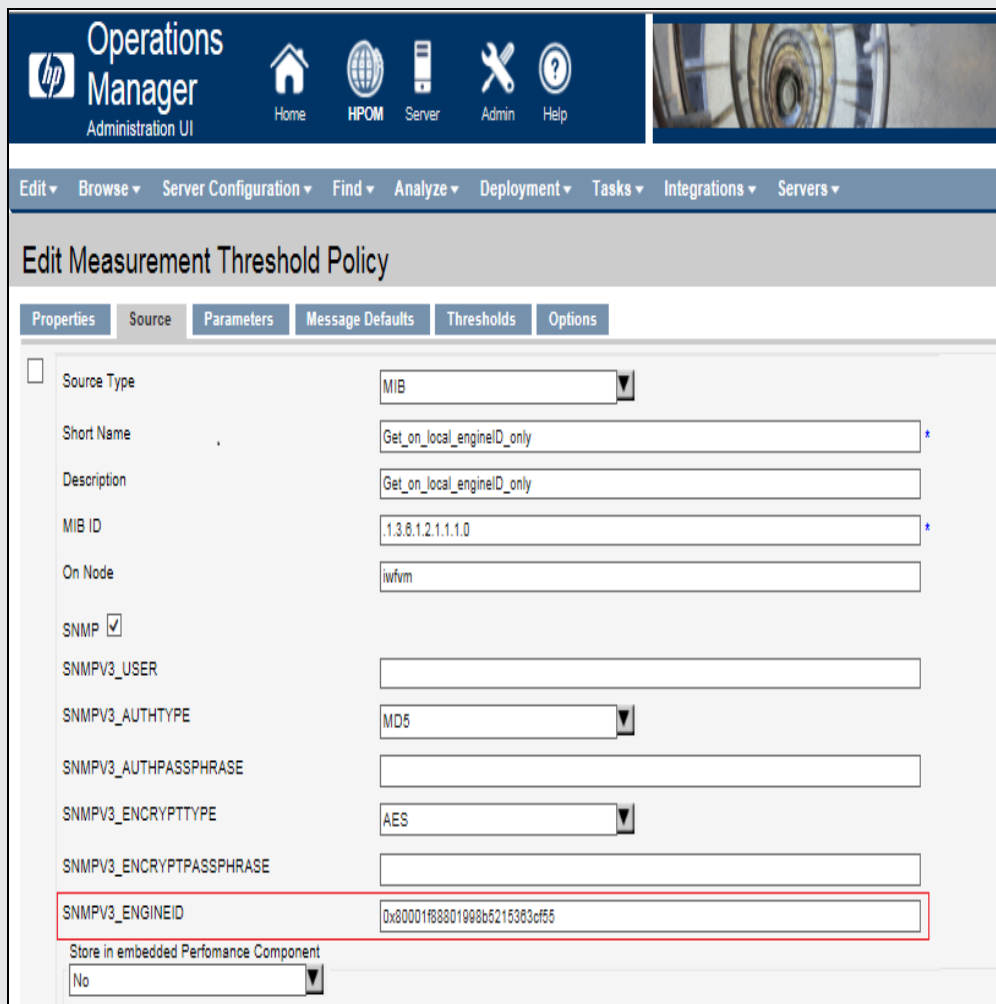 hp
Operations
Manager
Administration UI
Home
HPOM
Server
Admin
Help
Edit Browse Server Configuration Find Analyze Deployment Tasks Integrations Servers
Edit Measurement Threshold Policy
Properties Source Parameters Message Defaults Thresholds Options
Source Type MIB
Short Name Get_on_local_engineID_only *
Description Get_on_local_engineID_only
MIB ID .1.3.6.1.2.1.1.1.0 *
On Node iwfvm
SNMP
SNMPV3_USER
SNMPV3_AUTHTYPE MD5
SNMPV3_AUTHPASSPHRASE
SNMPV3_ENCRYPTTYPE AES
SNMPV3_ENCRYPTPASSPHRASE
SNMPV3_ENGINEID 0x80001f88801998b5215363cf55
Store in embedded Perfomance Component
No